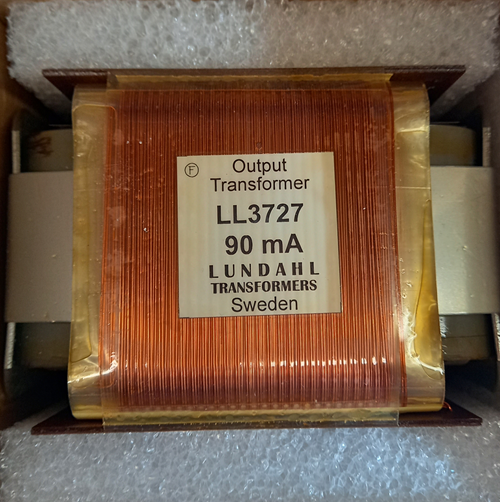 Ⓕ Output
Transformer
LL3727
90 mA
LUNDAHL
TRANSFORMERS
Sweden